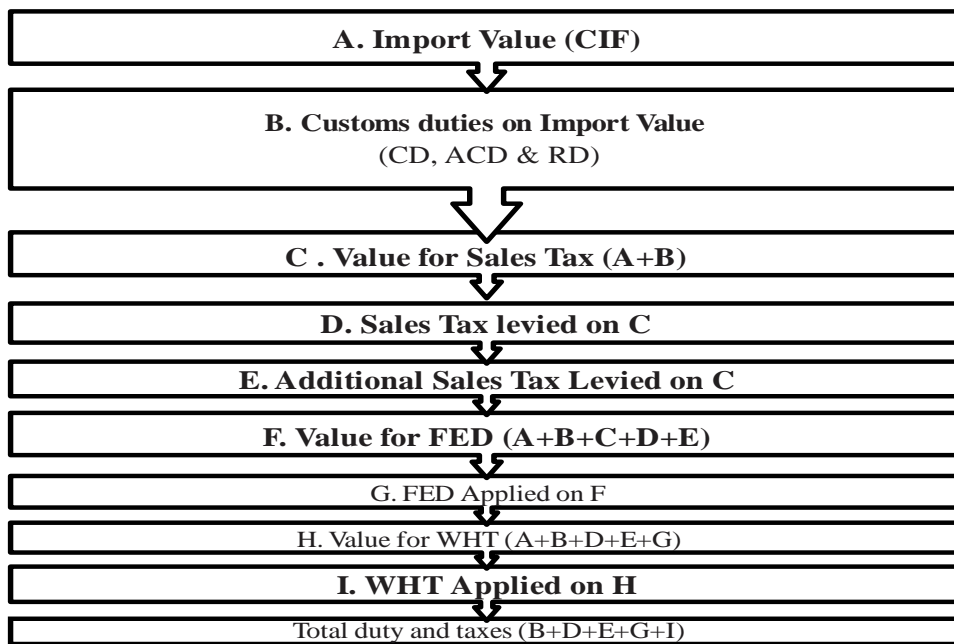 A. Import Value (CIF)
B. Customs duties on Import Value
(CD, ACD & RD)
C . Value for Sales Tax (A+B)
D. Sales Tax levied on C
E. Additional Sales Tax Levied on C
F. Value for FED (A+B+C+D+E)
G. FED Applied on F
H. Value for WHT (A+B+D+E+G)
I. WHT Applied on H
Total duty and taxes (B+D+E+G+I)